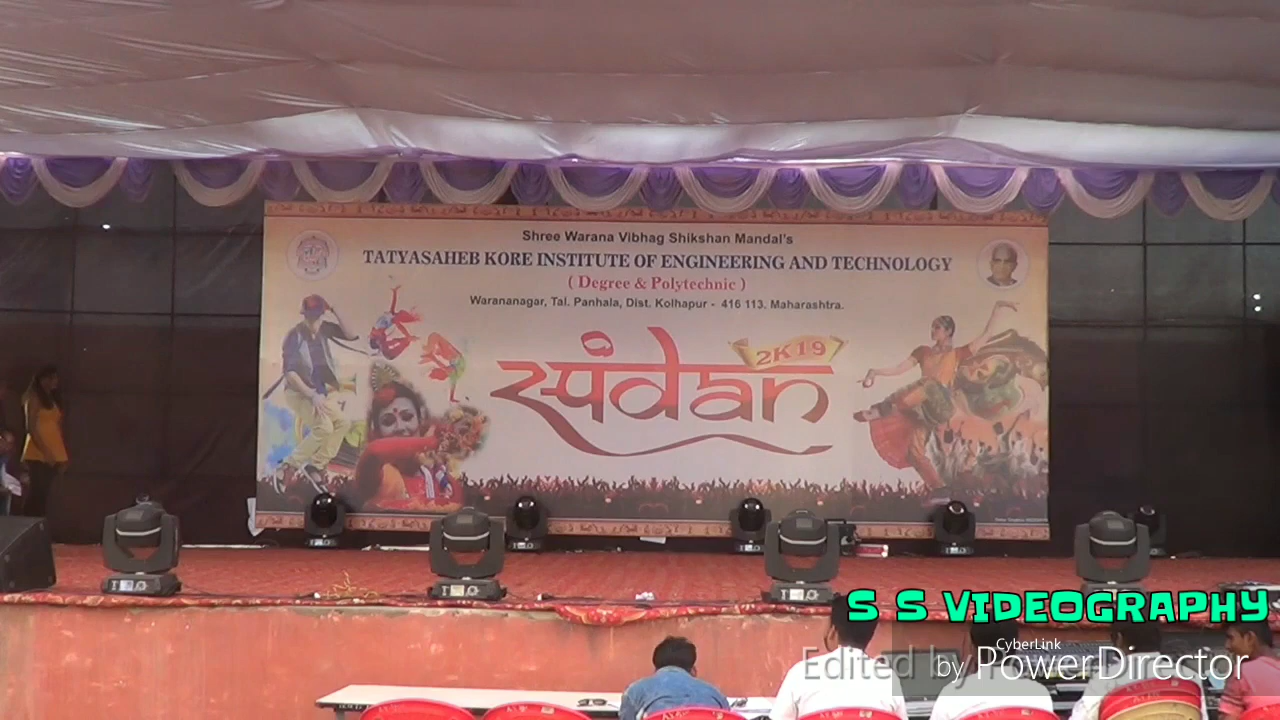 Shree Warana Vibhag Shikshan Mandal's
TATYASAHEB KORE INSTITUTE OF ENGINEERING AND TECHNOLOGY
( Degree & Polytechnic )
Warananagar, Tal. Panhala, Dist. Kolhapur - 416 113. Maharashtra.
2K19
स्पंdan
S S VIDEOGRAPHY
CyberLink
Edited by PowerDirector